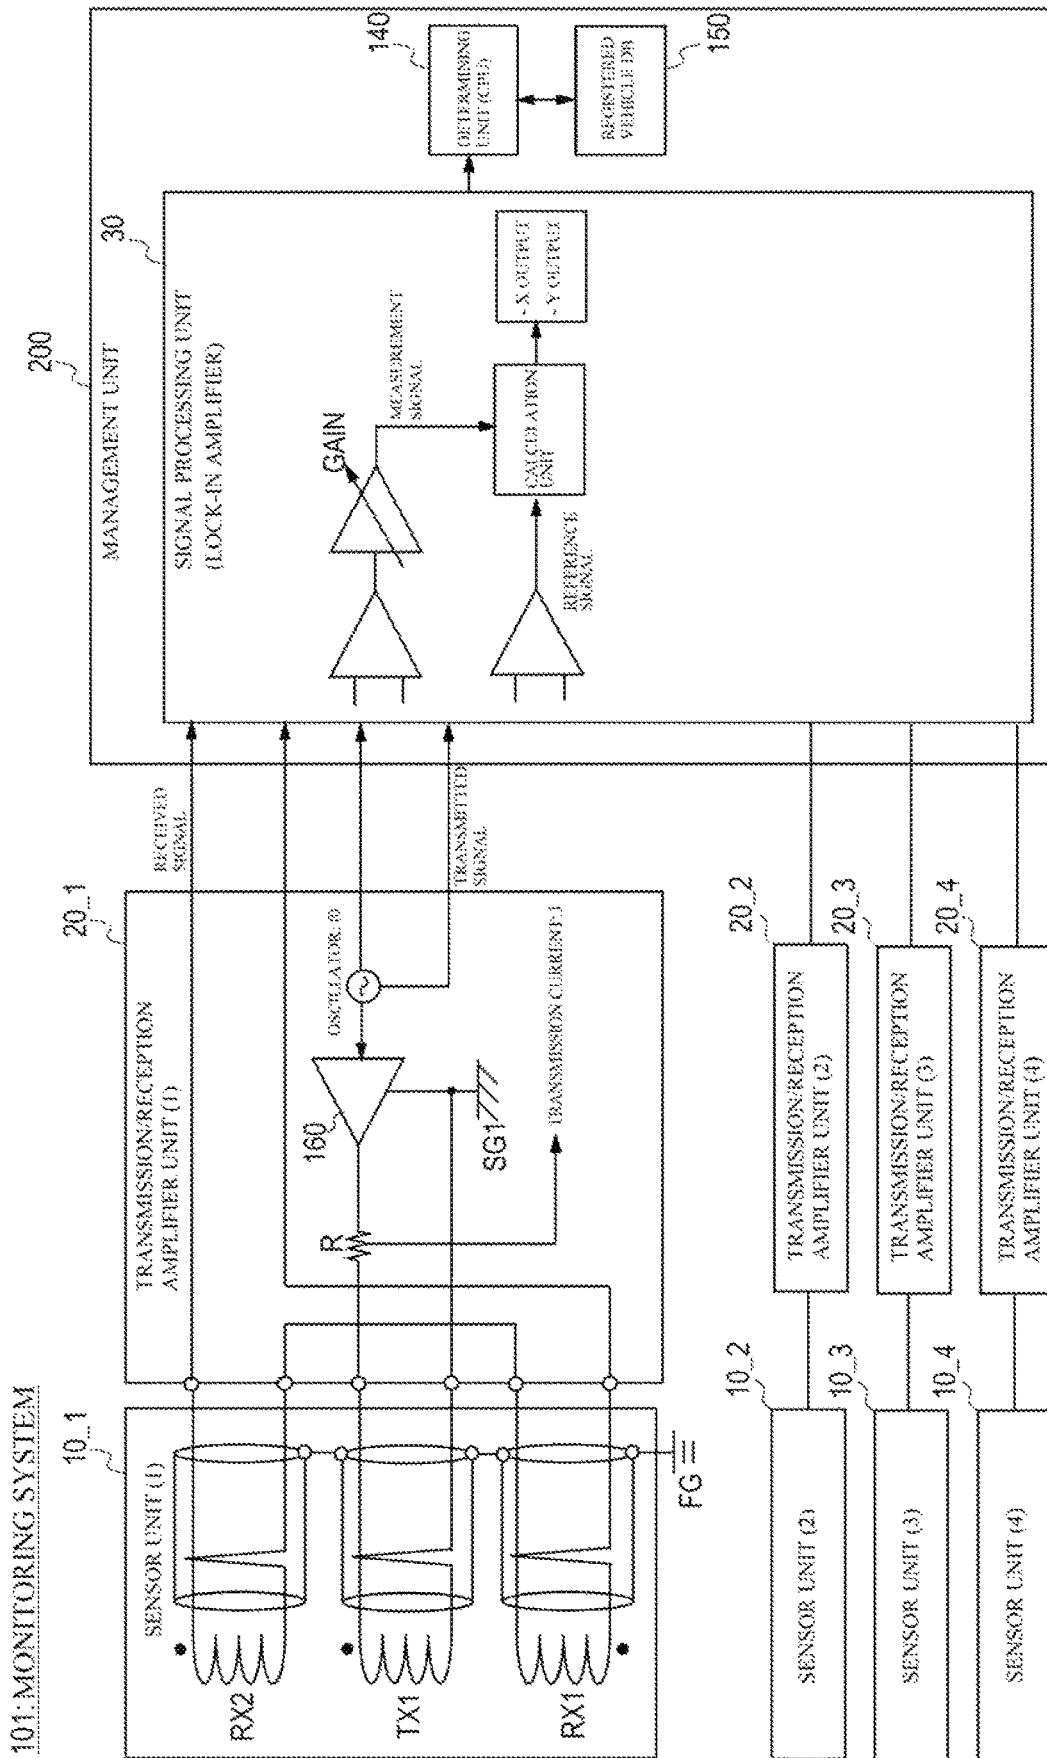 101: MONITORING SYSTEM
10_1
SENSOR UNIT (1)
RX2
TX1
RX1
FG
20_1
TRANSMISSION/RECEPTION
AMPLIFIER UNIT (1)
R
160
SG1
OSCILLATOR: ω
TRANSMISSION CURRENT: I
RECEIVED
SIGNAL
TRANSMITTED
SIGNAL
200
MANAGEMENT UNIT
30
SIGNAL PROCESSING UNIT
(LOCK-IN AMPLIFIER)
GAIN
MEASUREMENT
SIGNAL
REFERENCE
SIGNAL
CALCULATION
UNIT
- X OUTPUT
- Y OUTPUT
140
DETERMINING
UNIT (CPU)
REGISTERED
VEHICLE DB
150
10_2
SENSOR UNIT (2)
20_2
TRANSMISSION/RECEPTION
AMPLIFIER UNIT (2)
10_3
SENSOR UNIT (3)
20_3
TRANSMISSION/RECEPTION
AMPLIFIER UNIT (3)
10_4
SENSOR UNIT (4)
20_4
TRANSMISSION/RECEPTION
AMPLIFIER UNIT (4)